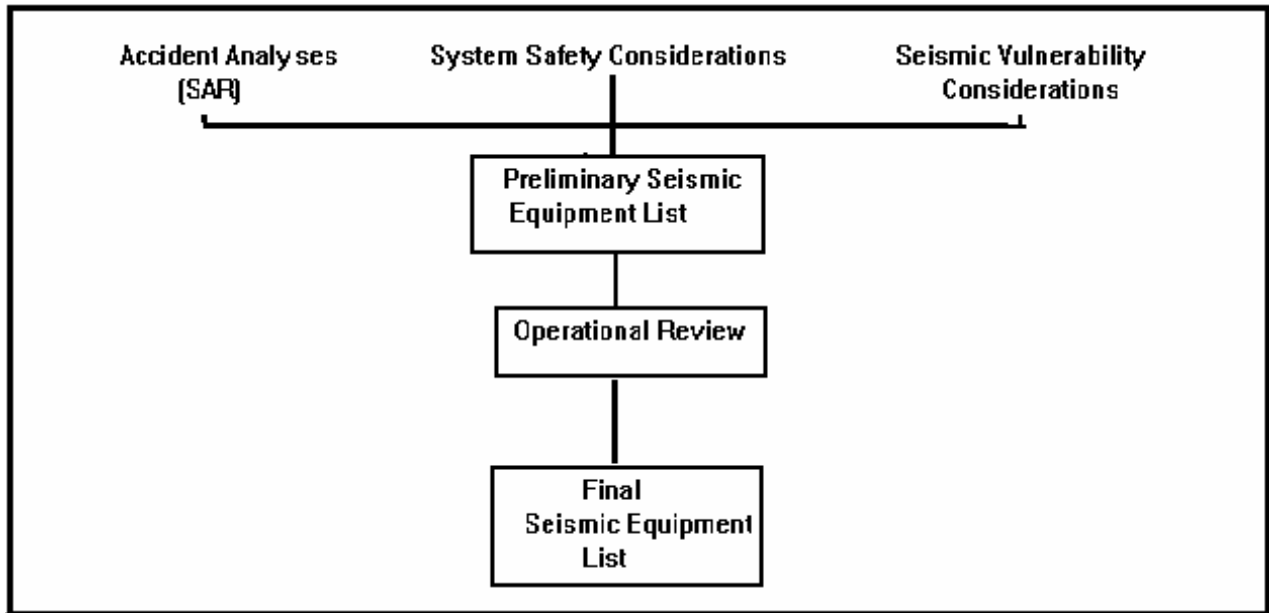 Accident Analyses
(SAR)
System Safety Considerations
Seismic Vulnerability
Considerations
Preliminary Seismic
Equipment List
Operational Review
Final
Seismic Equipment
List